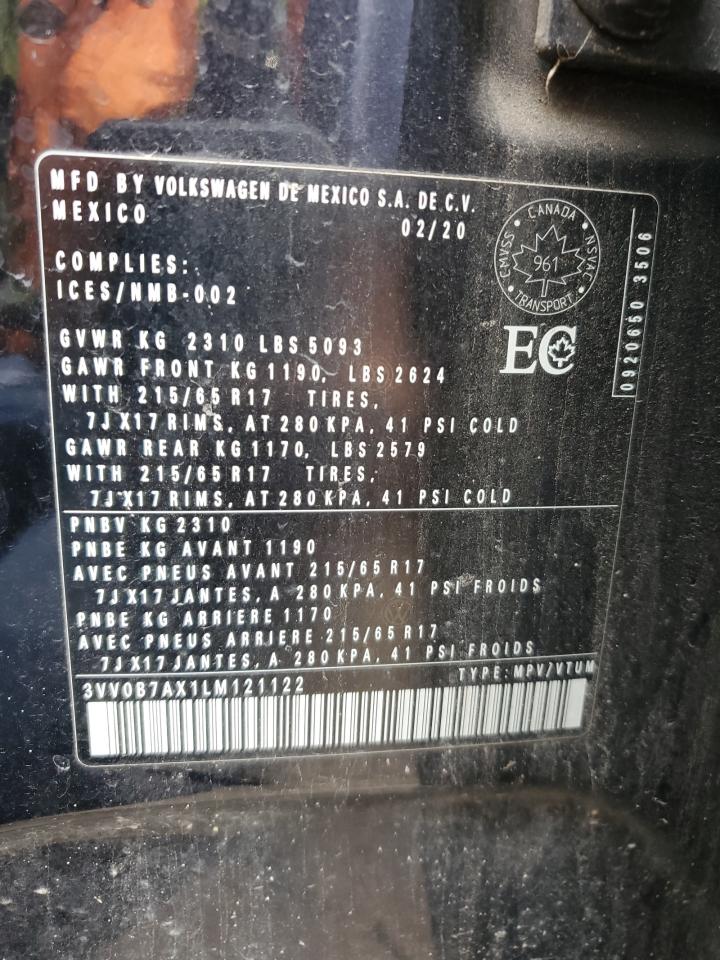 MFD BY VOLKSWAGEN DE MEXICO S.A. DE C.V.
MEXICO 02/20
CANADA
CMVSS NSVAC
961
TRANSPORT
COMPLIES:
ICES/NMB-002
EC
0920650 3506
GVWR KG 2310 LBS 5093
GAWR FRONT KG 1190, LBS 2624
WITH 215/65 R17 TIRES,
7J X17 RIMS, AT 280 KPA, 41 PSI COLD
GAWR REAR KG 1170, LBS 2579
WITH 215/65 R17 TIRES,
7J X17 RIMS, AT 280 KPA, 41 PSI COLD
PNBV KG 2310
PNBE KG AVANT 1190
AVEC PNEUS AVANT 215/65 R17
7J X17 JANTES, A 280 KPA, 41 PSI FROIDS
PNBE KG ARRIERE 1170
AVEC PNEUS ARRIERE 215/65 R17
7J X17 JANTES, A 280 KPA, 41 PSI FROIDS
3VV0B7AX1LM121122 TYPE: MPV/VTUM